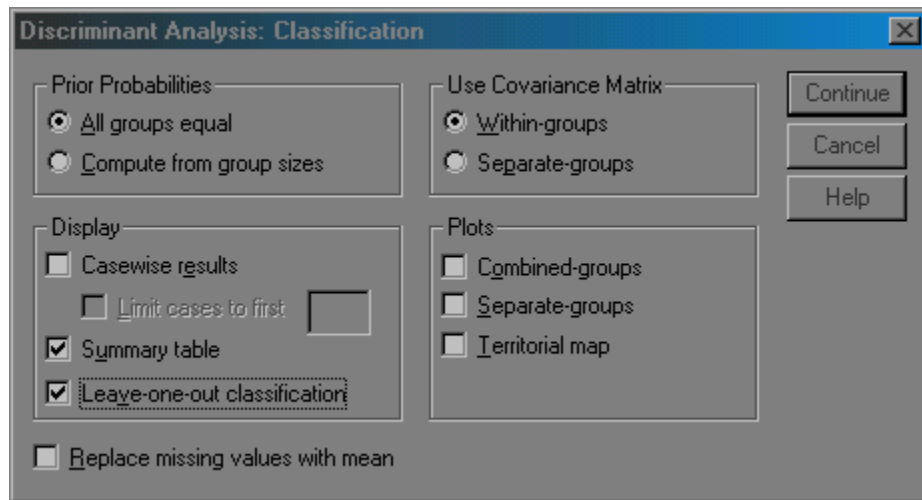 Discriminant Analysis: Classification
Prior Probabilities
All groups equal
Compute from group sizes
Use Covariance Matrix
Within-groups
Separate-groups
Continue
Cancel
Help
Display
Casewise results
Limit cases to first
Summary table
Leave-one-out classification
Plots
Combined-groups
Separate-groups
Territorial map
Replace missing values with mean